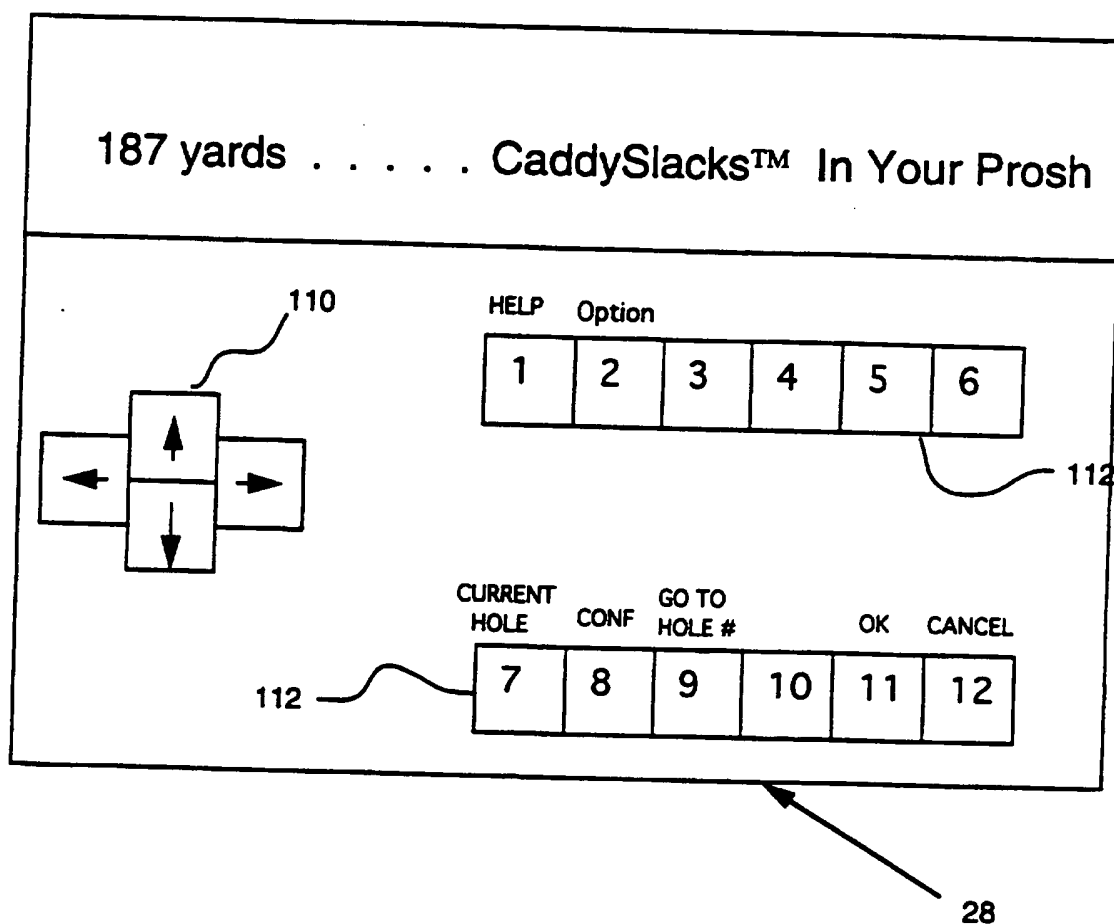 187 yards . . . . . CaddySlacks™ In Your Prosh
110
HELP Option
1 2 3 4 5 6
112
CURRENT HOLE CONF GO TO HOLE # OK CANCEL
7 8 9 10 11 12
112
28